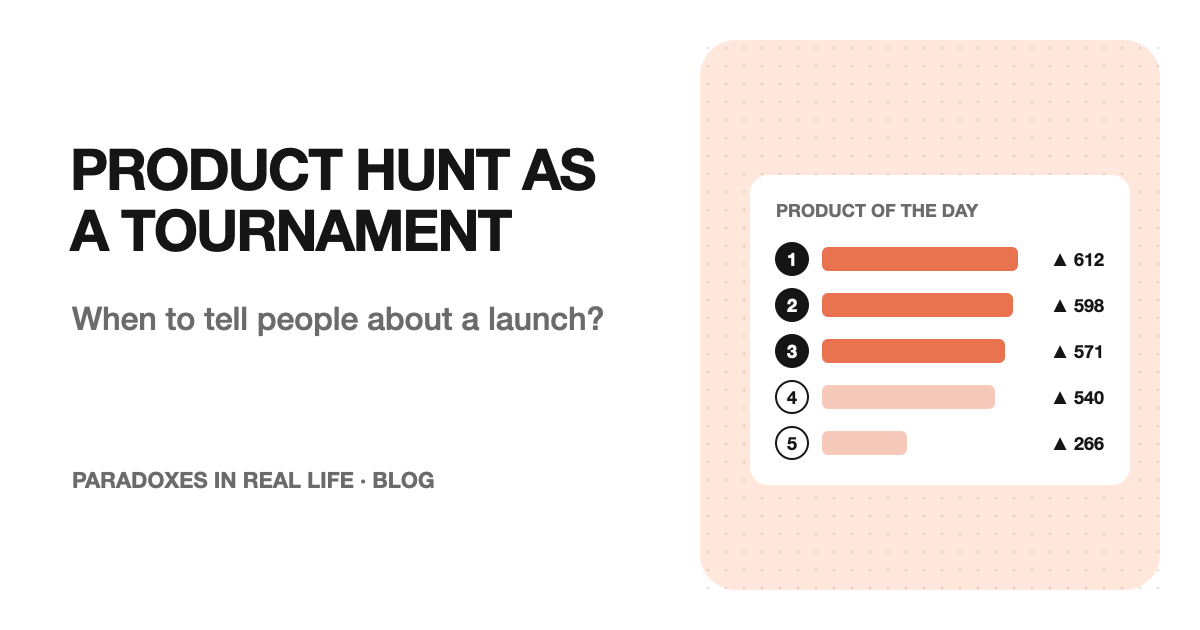 PRODUCT HUNT AS
A TOURNAMENT
When to tell people about a launch?
PARADOXES IN REAL LIFE · BLOG
PRODUCT OF THE DAY
1 ▲ 612
2 ▲ 598
3 ▲ 571
4 ▲ 540
5 ▲ 266